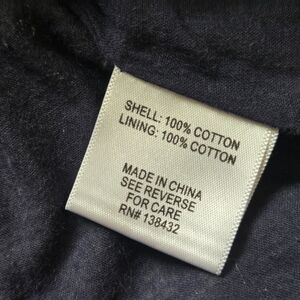 SHELL: 100% COTTON
LINING: 100% COTTON
MADE IN CHINA
SEE REVERSE
FOR CARE
RN# 138432